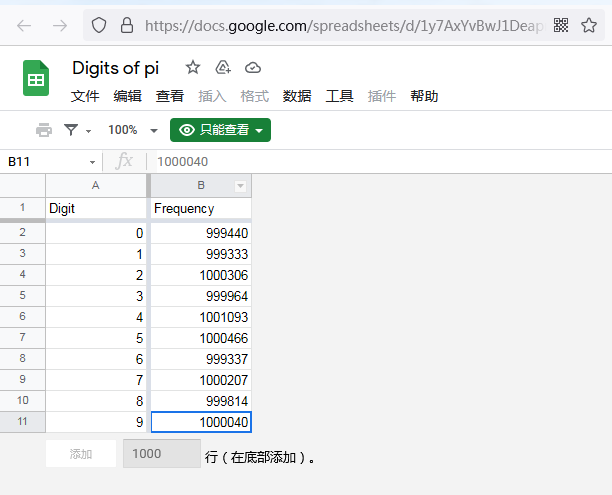 https://docs.google.com/spreadsheets/d/1y7AxYvBwJ1Deap
Digits of pi
文件 编辑 查看 插入 格式 数据 工具 插件 帮助
100% 只能查看
B11 fx 1000040
A B
1 Digit Frequency
2 0 999440
3 1 999333
4 2 1000306
5 3 999964
6 4 1001093
7 5 1000466
8 6 999337
9 7 1000207
10 8 999814
11 9 1000040
添加 1000 行（在底部添加）。